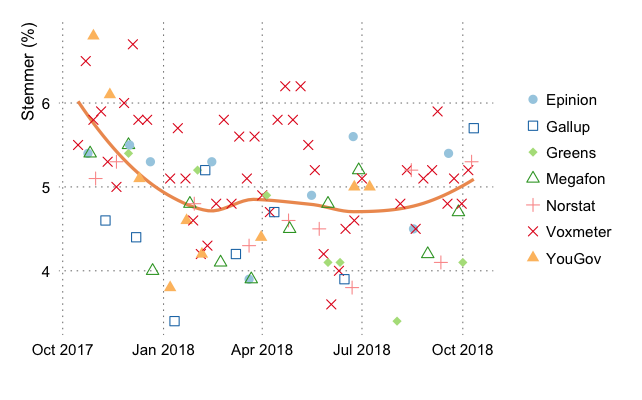 Stemmer (%)
6
5
4
Oct 2017 Jan 2018 Apr 2018 Jul 2018 Oct 2018
Epinion
Gallup
Greens
Megafon
Norstat
Voxmeter
YouGov